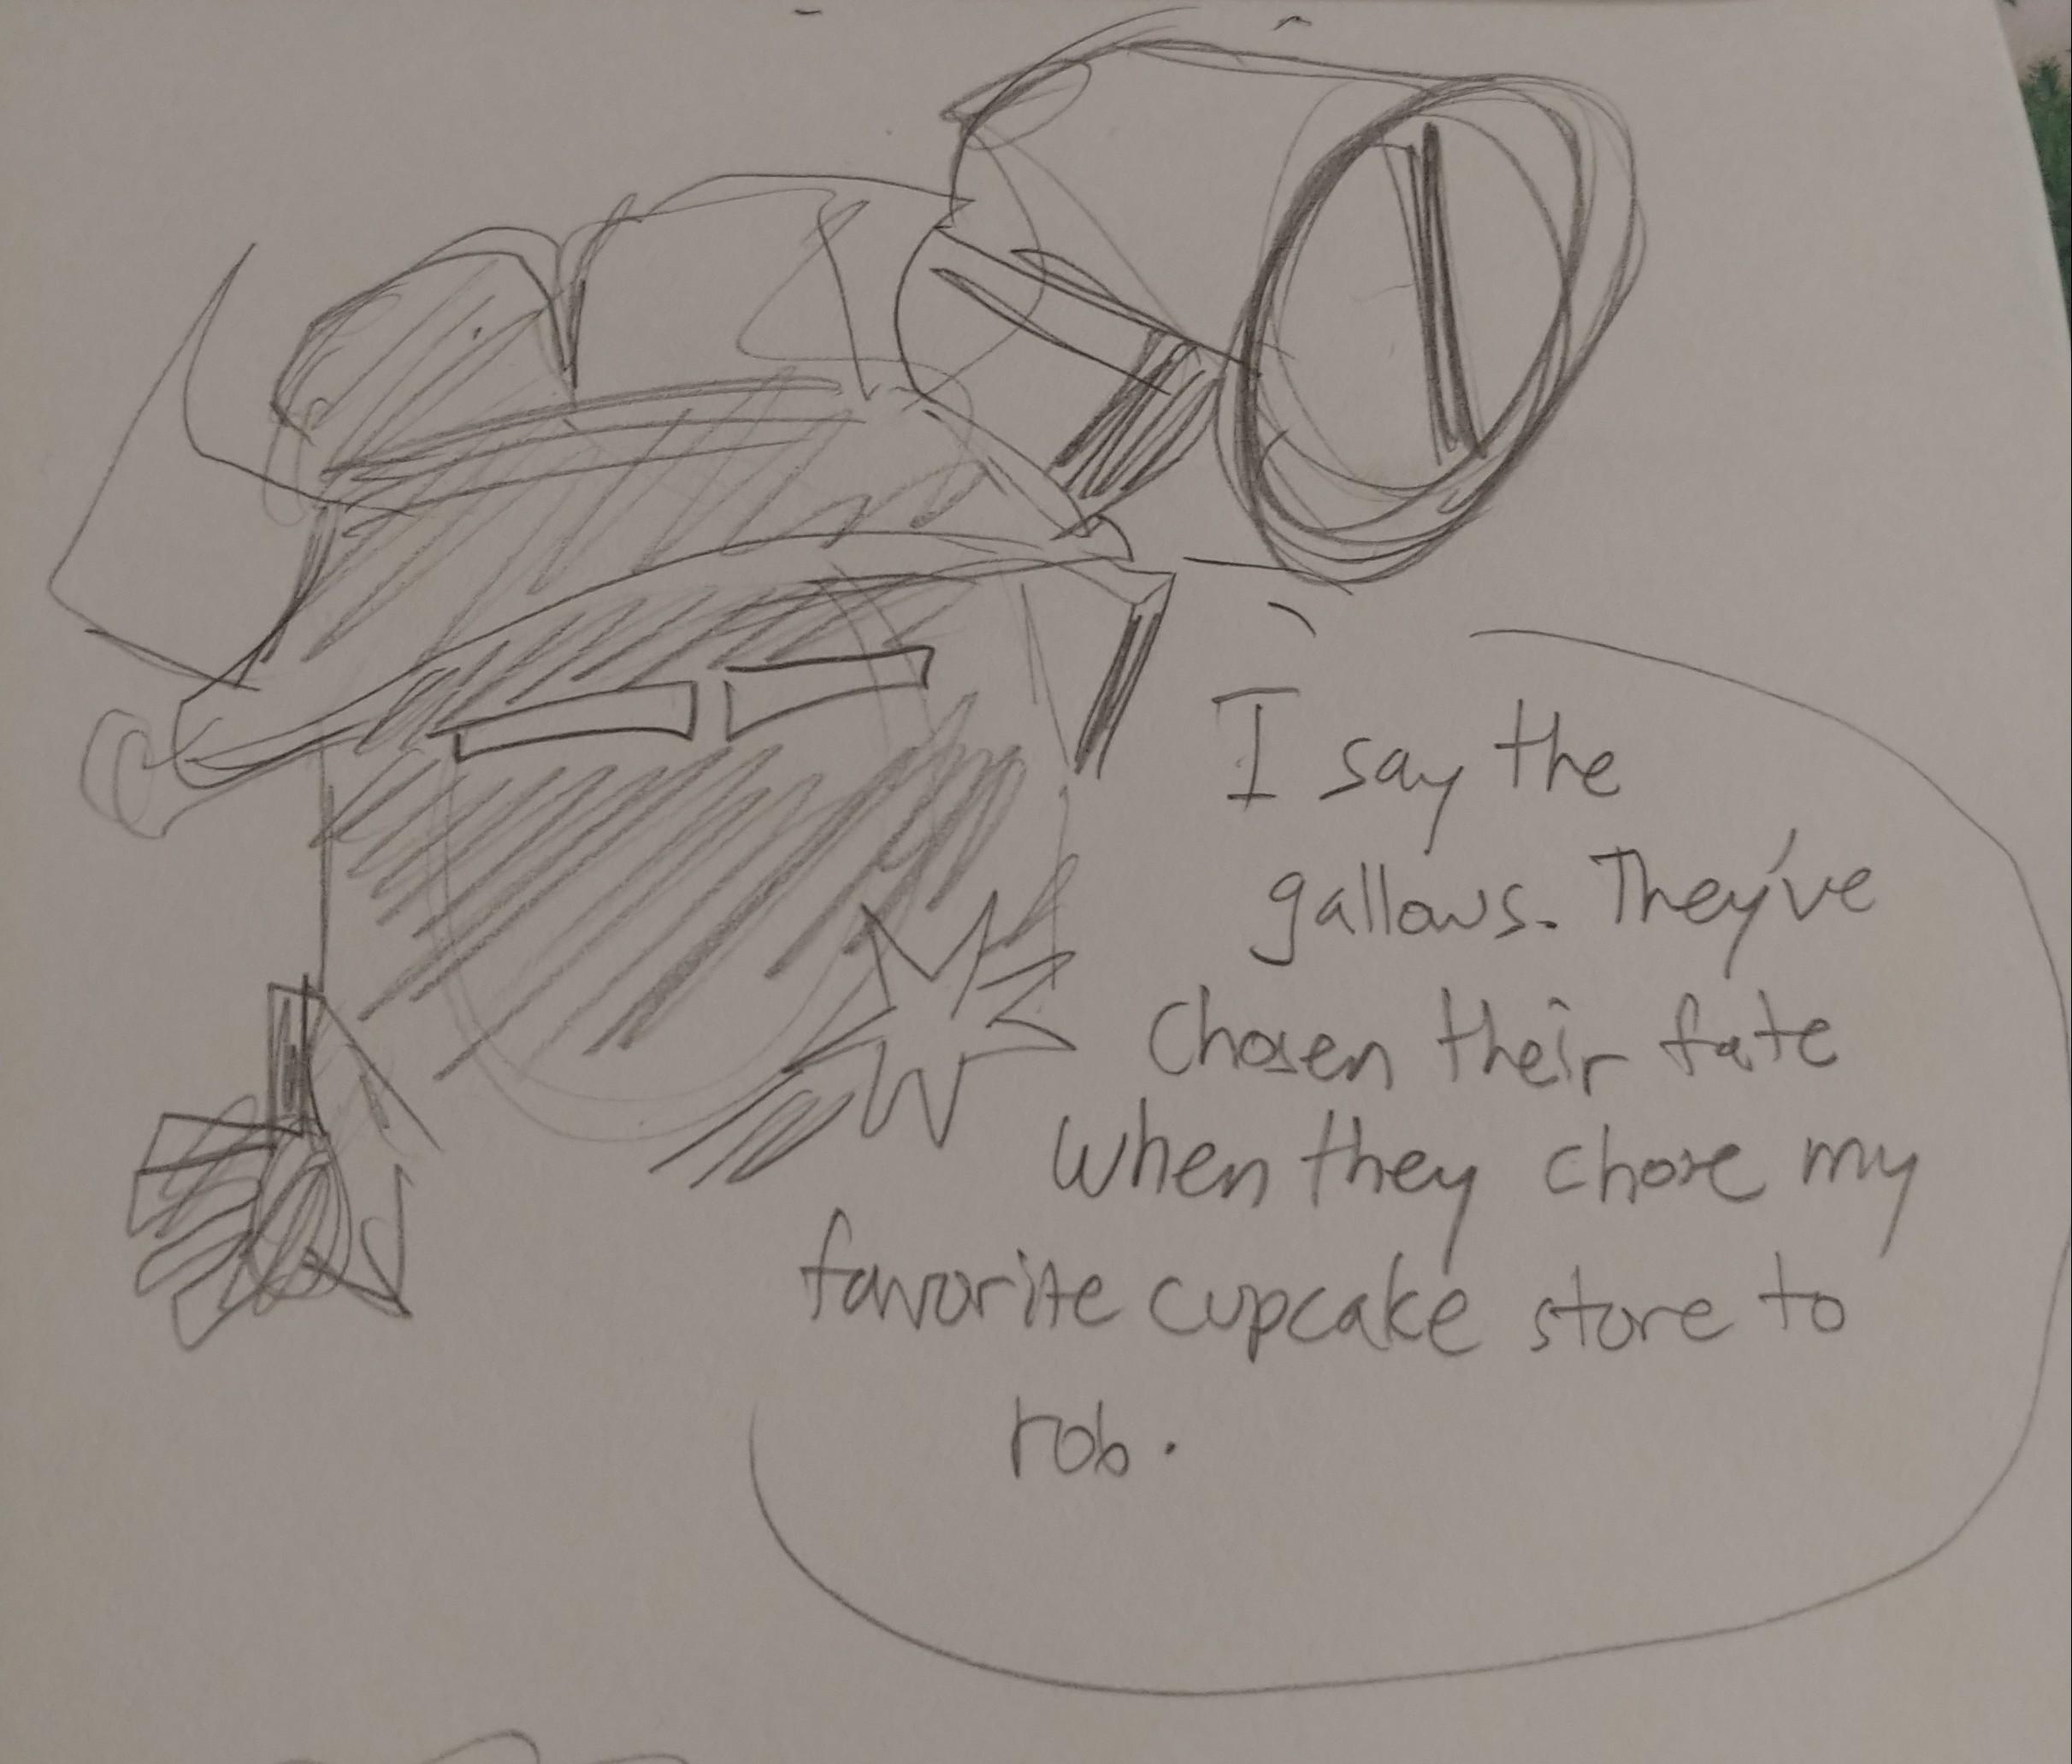 I say the
gallows. They've
chosen their fate
when they chose my
favorite cupcake store to
rob.